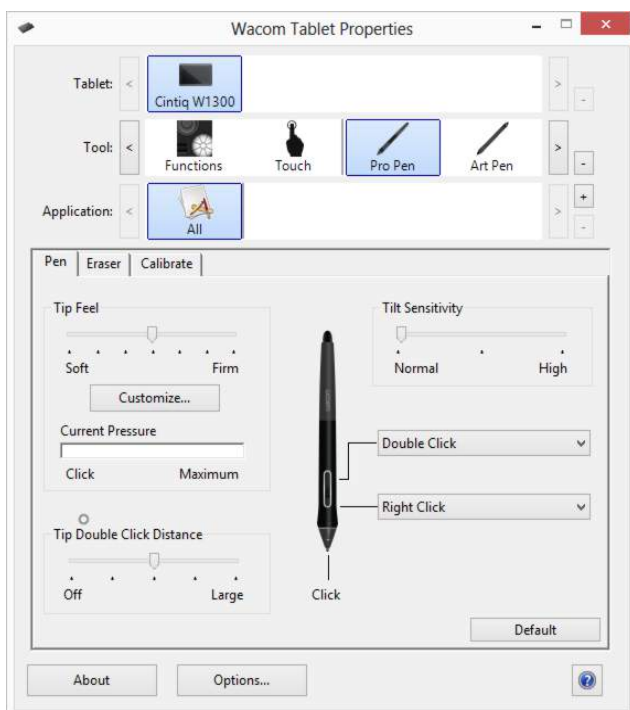 Wacom Tablet Properties
Tablet:
Cintiq W1300
Tool:
Functions Touch Pro Pen Art Pen
Application:
All
Pen Eraser Calibrate
Tip Feel
Soft Firm
Customize...
Current Pressure
Click Maximum
Tip Double Click Distance
Off Large
Tilt Sensitivity
Normal High
Double Click
Right Click
Click
Default
About Options...